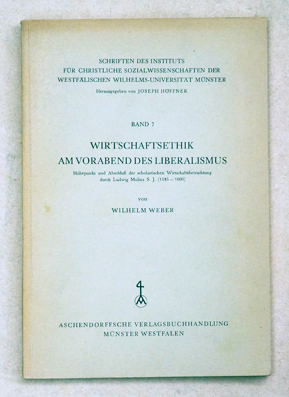 SCHRIFTEN DES INSTITUTS
FÜR CHRISTLICHE SOZIALWISSENSCHAFTEN DER
WESTFÄLISCHEN WILHELMS-UNIVERSITÄT MÜNSTER
Herausgegeben von JOSEPH HÖFFNER
BAND 7
WIRTSCHAFTSETHIK
AM VORABEND DES LIBERALISMUS
Höhepunkt und Abschluß der scholastischen Wirtschaftsbetrachtung
durch Ludwig Molina S. J. (1535–1600)
von
WILHELM WEBER
ASCHENDORFFSCHE VERLAGSBUCHHANDLUNG
MÜNSTER WESTFALEN